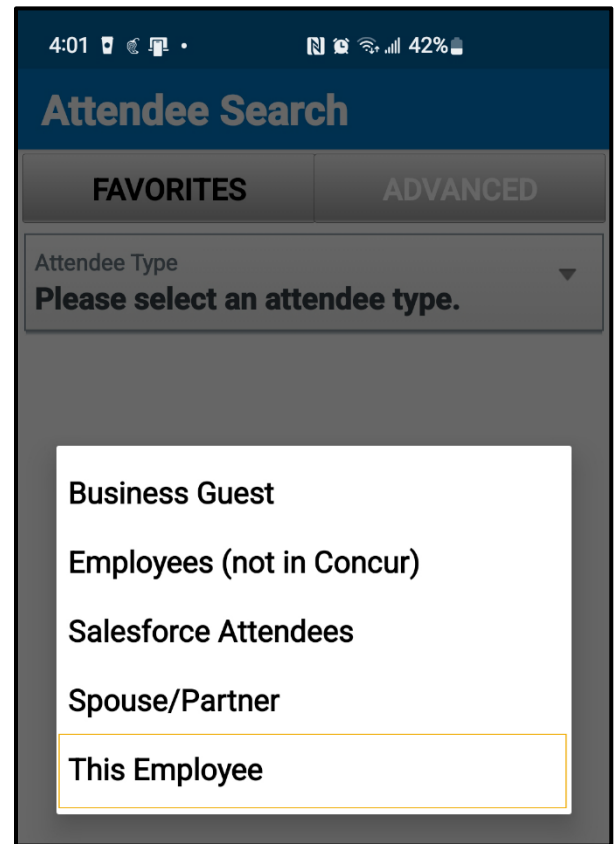 4:01 42%
Attendee Search
FAVORITES ADVANCED
Attendee Type
Please select an attendee type.
Business Guest
Employees (not in Concur)
Salesforce Attendees
Spouse/Partner
This Employee